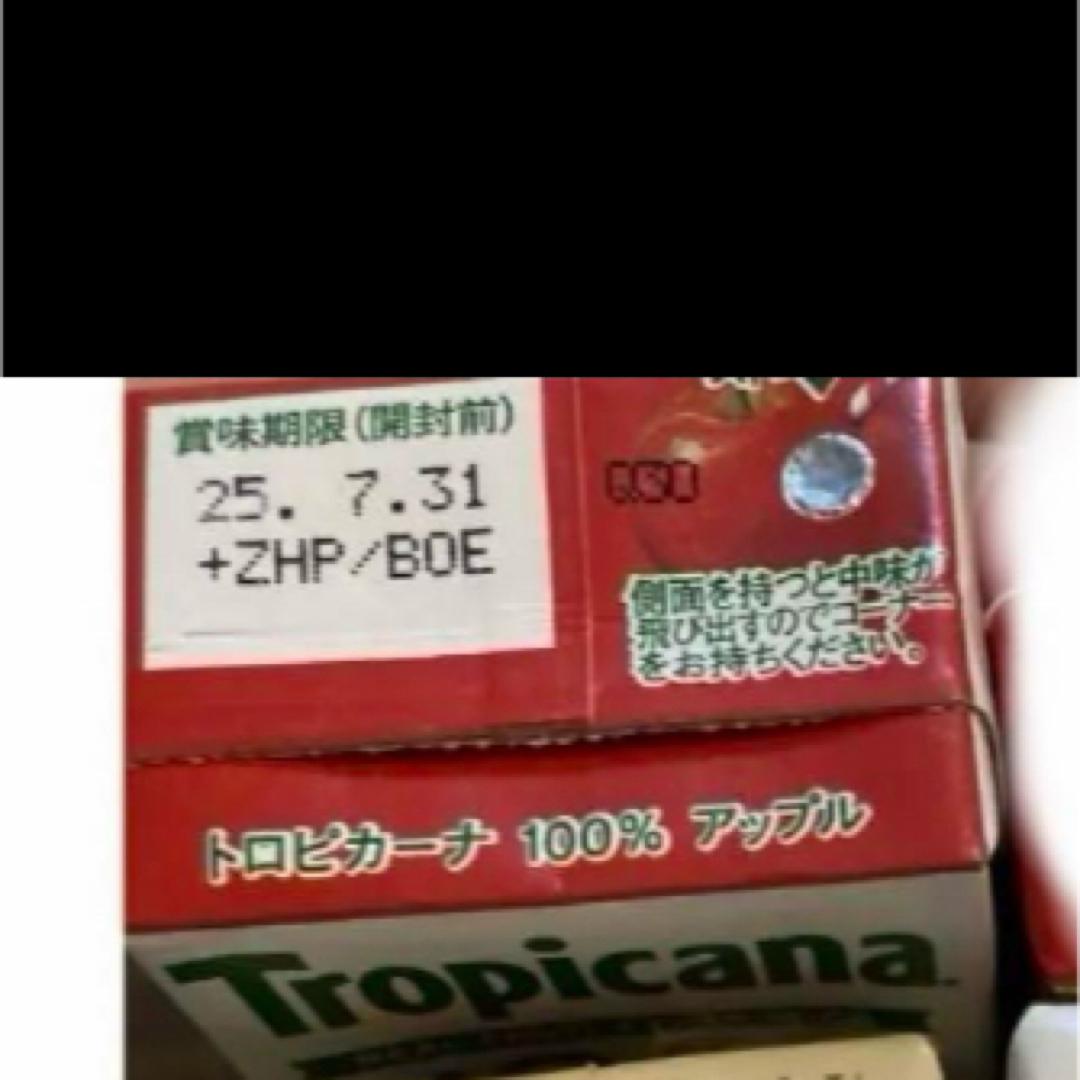 賞味期限(開封前)
25. 7.31
+ZHP/BOE
側面を持つと中味が
飛び出すのでコーナー
をお持ちください。
トロピカーナ 100% アップル
Tropicana